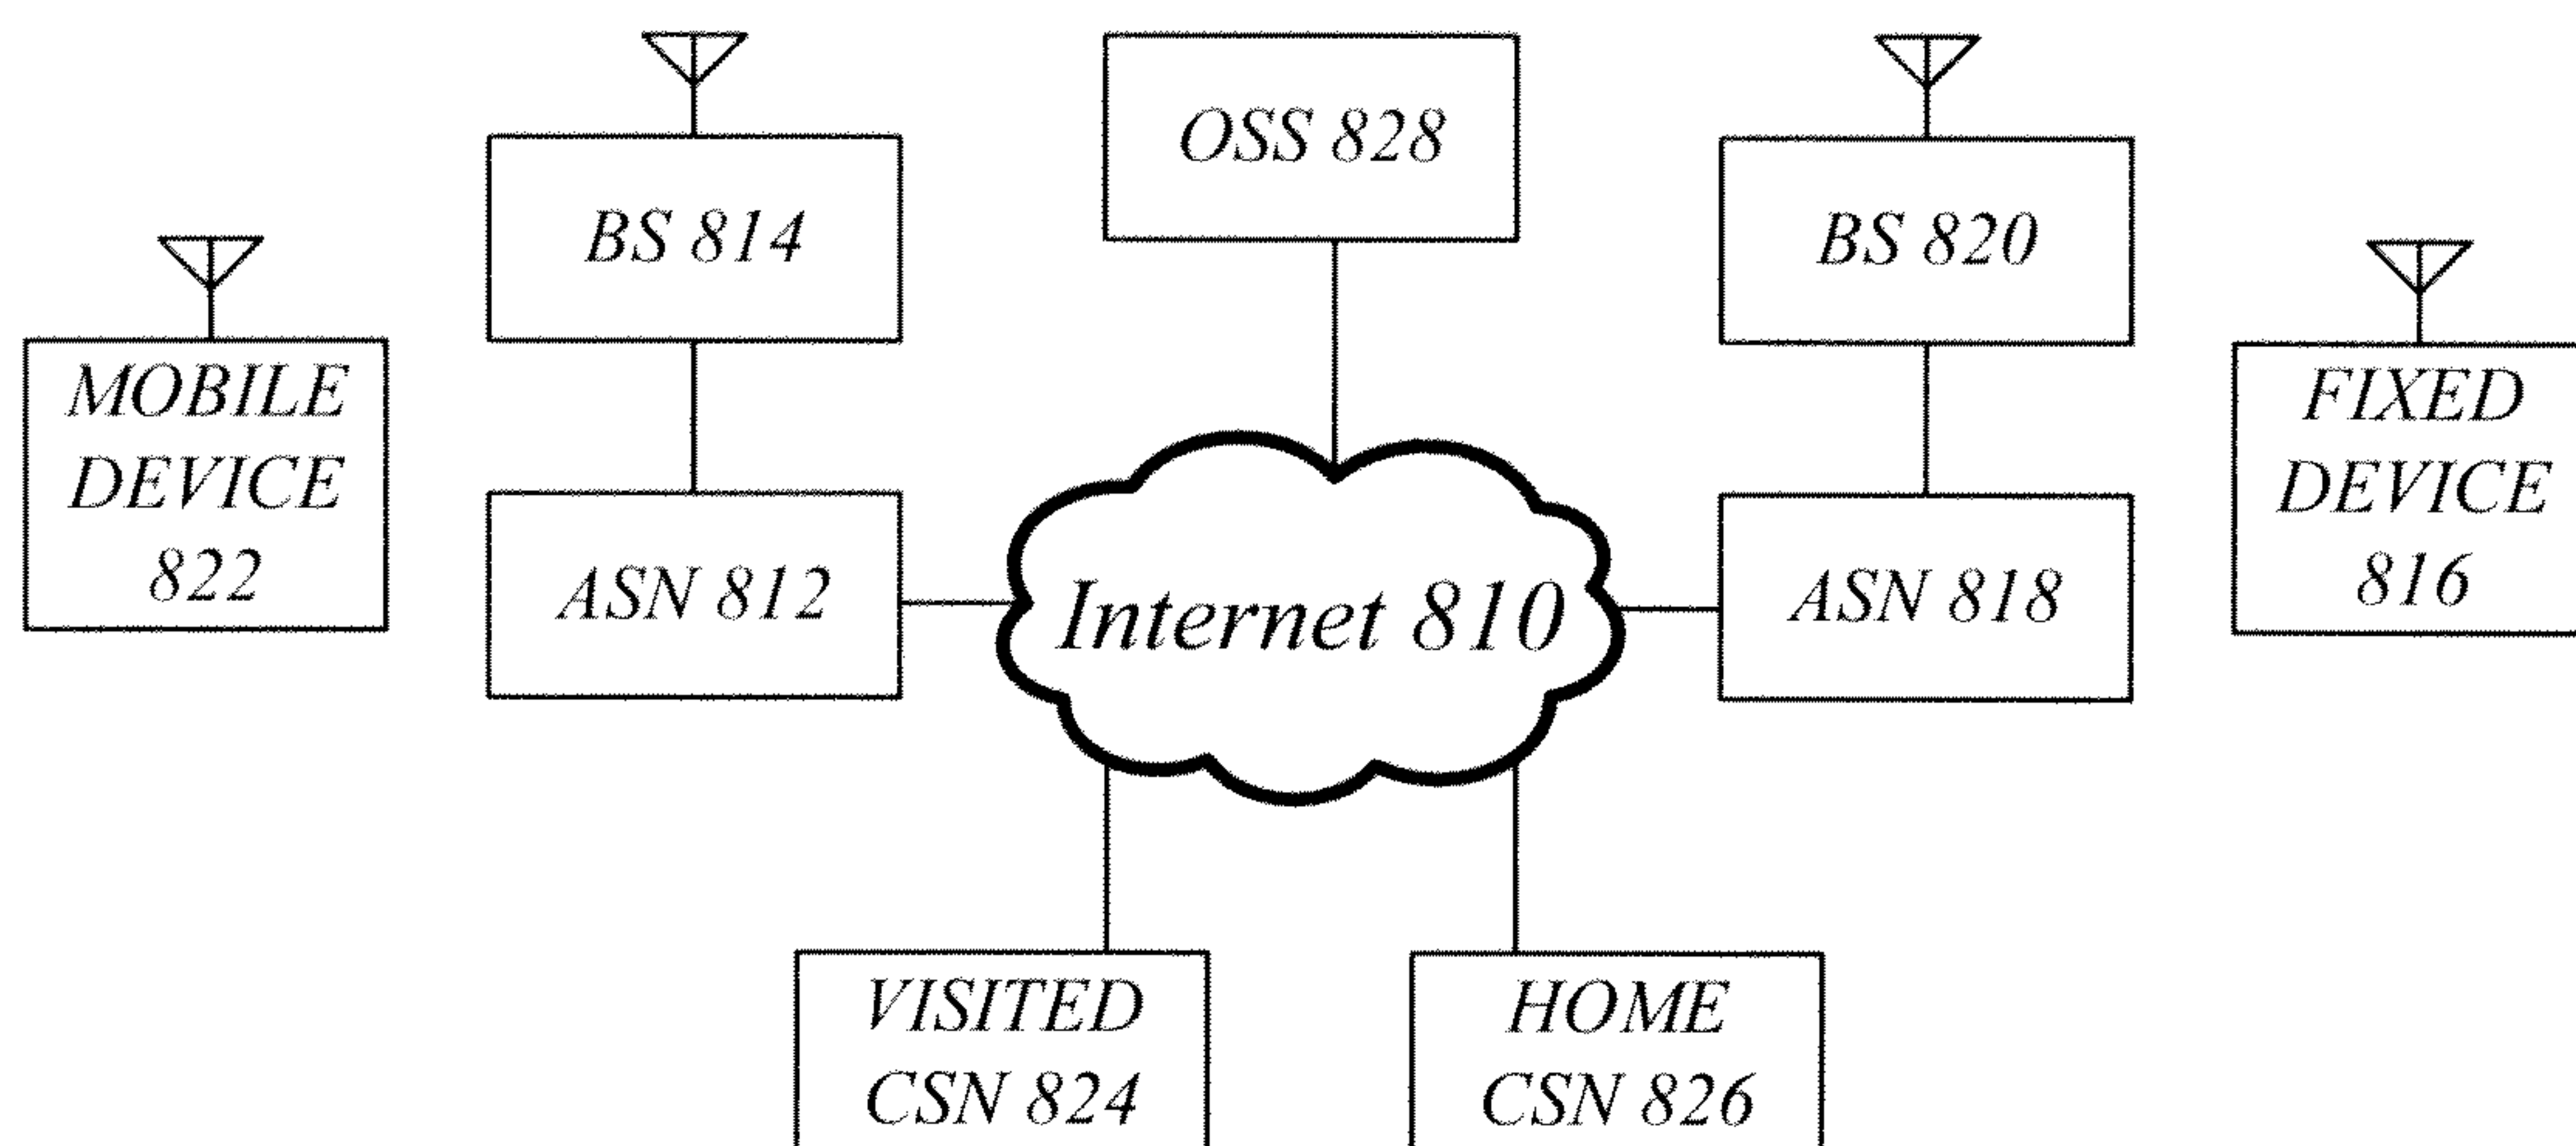 OSS 828
BS 814
BS 820
MOBILE
DEVICE
822
FIXED
DEVICE
816
ASN 812
Internet 810
ASN 818
VISITED
CSN 824
HOME
CSN 826